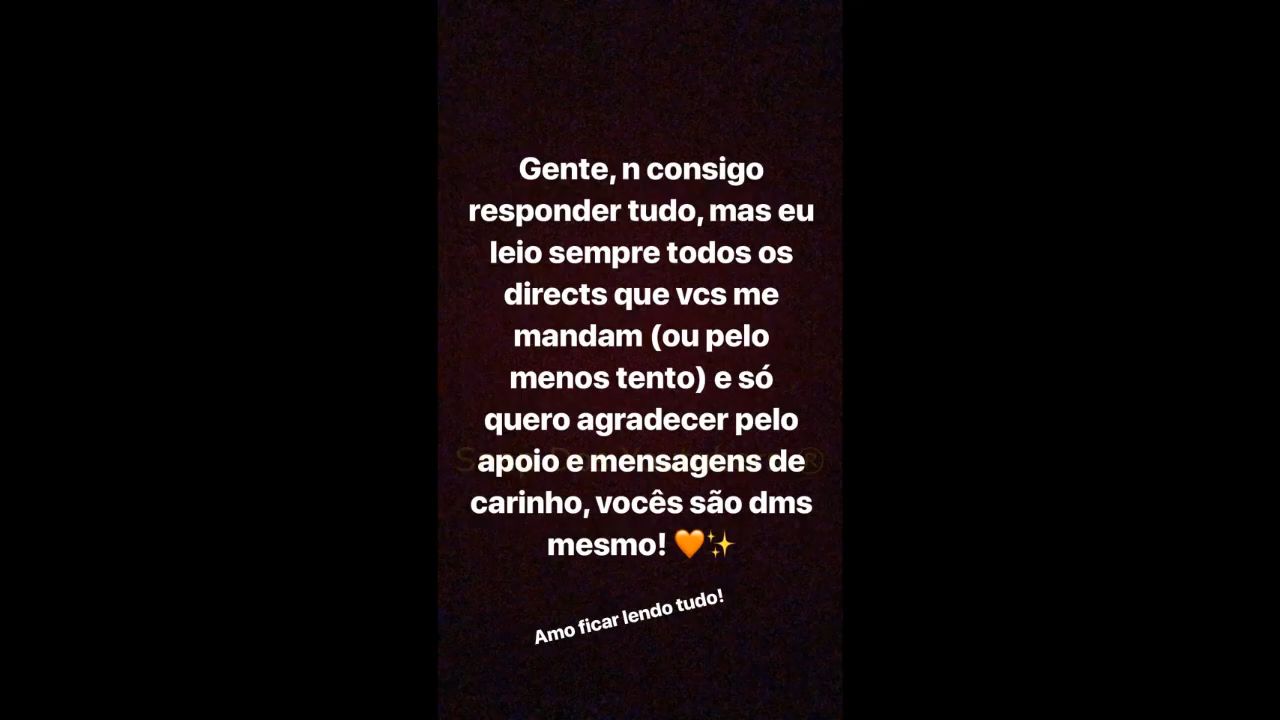 Gente, n consigo
responder tudo, mas eu
leio sempre todos os
directs que vcs me
mandam (ou pelo
menos tento) e só
quero agradecer pelo
apoio e mensagens de
carinho, vocês são dms
mesmo! 🧡✨
Amo ficar lendo tudo!